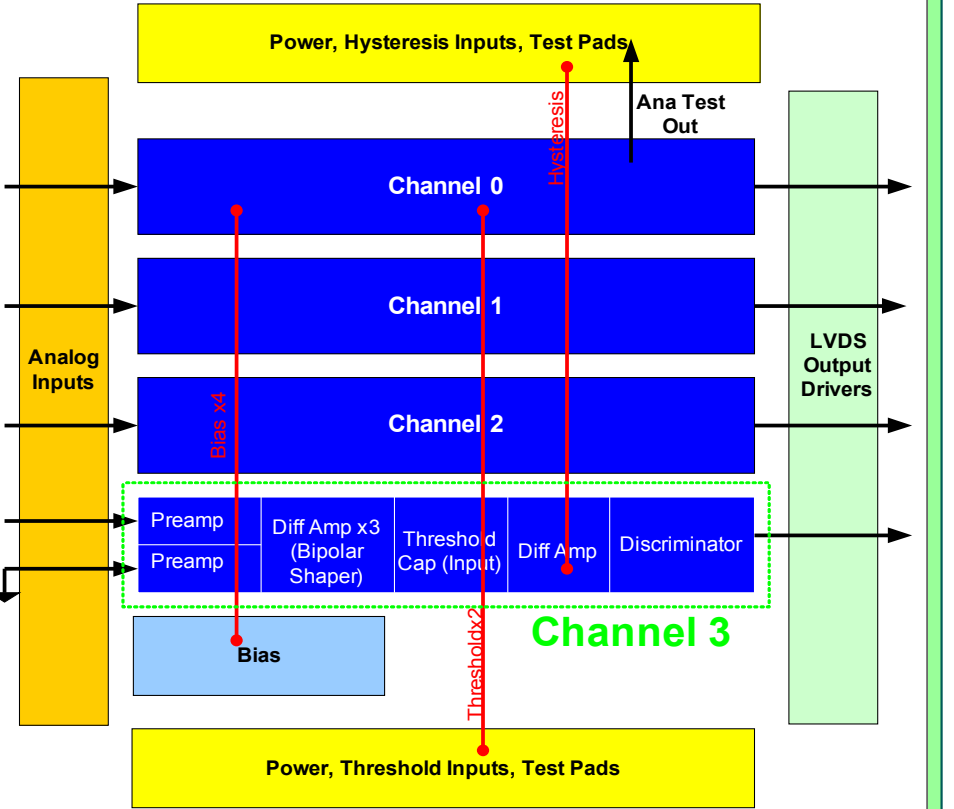 Power, Hysteresis Inputs, Test Pads
Hysteresis
Ana Test
Out
Channel 0
Channel 1
Analog
Inputs
LVDS
Output
Drivers
Bias x4
Channel 2
Preamp
Preamp
Diff Amp x3
(Bipolar
Shaper)
Threshold
Cap (Input)
Diff Amp
Discriminator
Channel 3
Thresholdx2
Bias
Power, Threshold Inputs, Test Pads